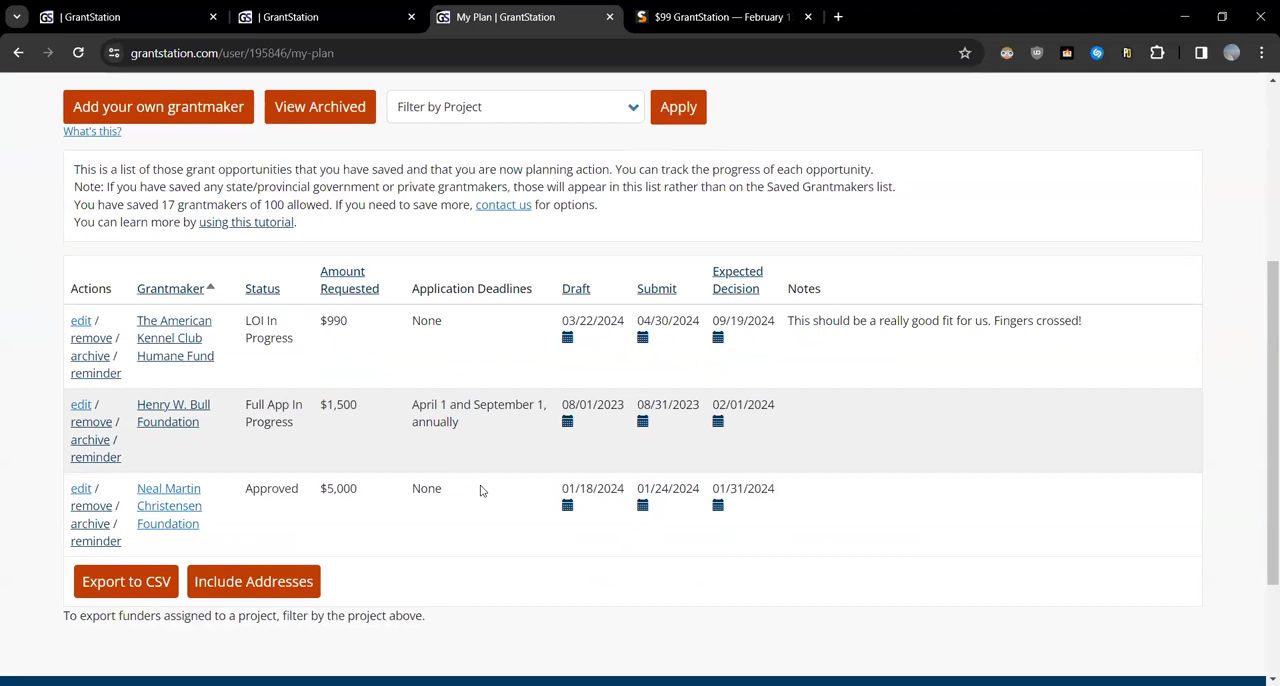 | GrantStation
| GrantStation
My Plan | GrantStation
$99 GrantStation — February 1
grantstation.com/user/195846/my-plan
Add your own grantmaker
View Archived
Filter by Project
Apply
What's this?
This is a list of those grant opportunities that you have saved and that you are now planning action. You can track the progress of each opportunity.
Note: If you have saved any state/provincial government or private grantmakers, those will appear in this list rather than on the Saved Grantmakers list.
You have saved 17 grantmakers of 100 allowed. If you need to save more, contact us for options.
You can learn more by using this tutorial.
Actions
Grantmaker
Status
Amount
Requested
Application Deadlines
Draft
Submit
Expected
Decision
Notes
edit /
remove /
archive /
reminder
The American
Kennel Club
Humane Fund
LOI In
Progress
$990
None
03/22/2024
04/30/2024
09/19/2024
This should be a really good fit for us. Fingers crossed!
edit /
remove /
archive /
reminder
Henry W. Bull
Foundation
Full App In
Progress
$1,500
April 1 and September 1,
annually
08/01/2023
08/31/2023
02/01/2024
edit /
remove /
archive /
reminder
Neal Martin
Christensen
Foundation
Approved
$5,000
None
01/18/2024
01/24/2024
01/31/2024
Export to CSV
Include Addresses
To export funders assigned to a project, filter by the project above.